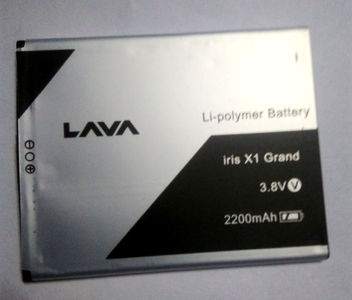 LAVA
Li-polymer Battery
iris X1 Grand
3.8V V
2200mAh